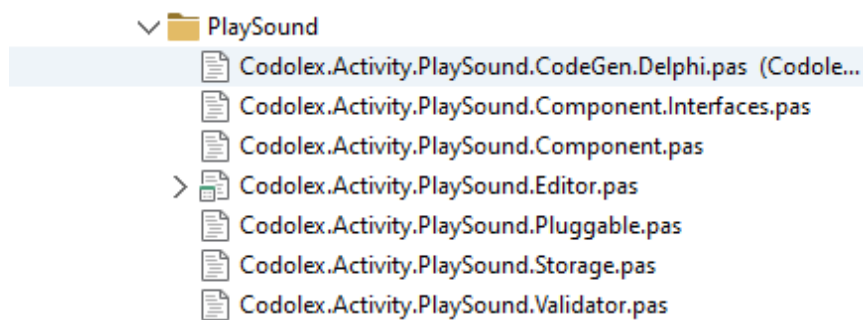 PlaySound
Codolex.Activity.PlaySound.CodeGen.Delphi.pas (Codole...
Codolex.Activity.PlaySound.Component.Interfaces.pas
Codolex.Activity.PlaySound.Component.pas
Codolex.Activity.PlaySound.Editor.pas
Codolex.Activity.PlaySound.Pluggable.pas
Codolex.Activity.PlaySound.Storage.pas
Codolex.Activity.PlaySound.Validator.pas